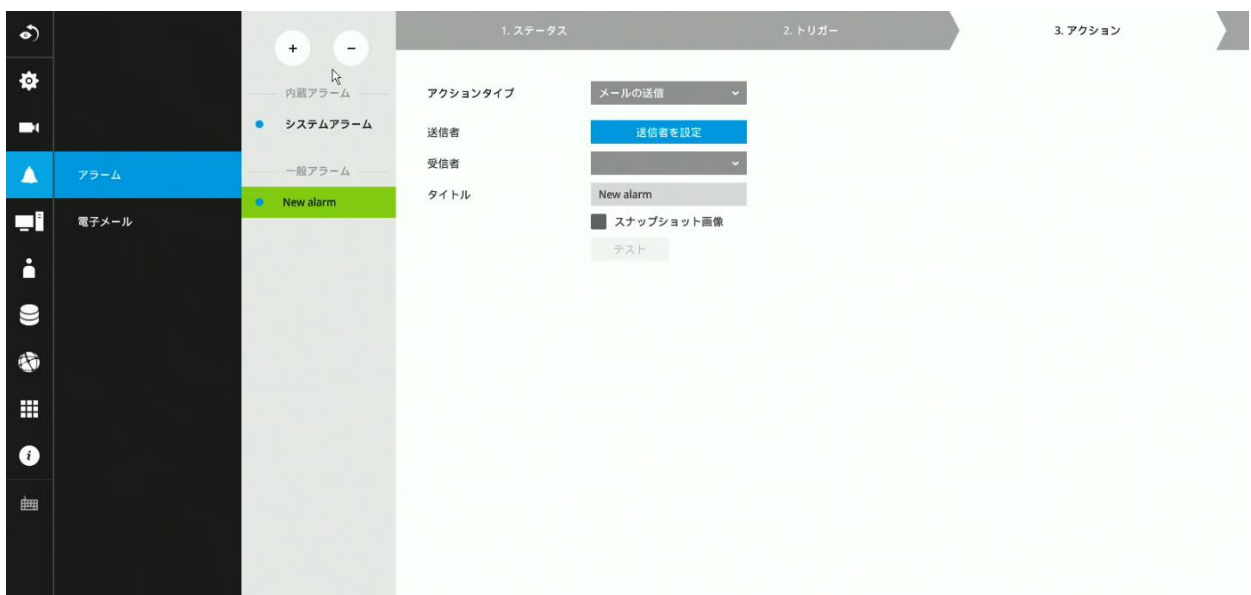 1. ステータス
2. トリガー
3. アクション
+
−
内蔵アラーム
システムアラーム
一般アラーム
New alarm
アラーム
電子メール
アクションタイプ
メールの送信
送信者
送信者を設定
受信者
タイトル
New alarm
スナップショット画像
テスト
i